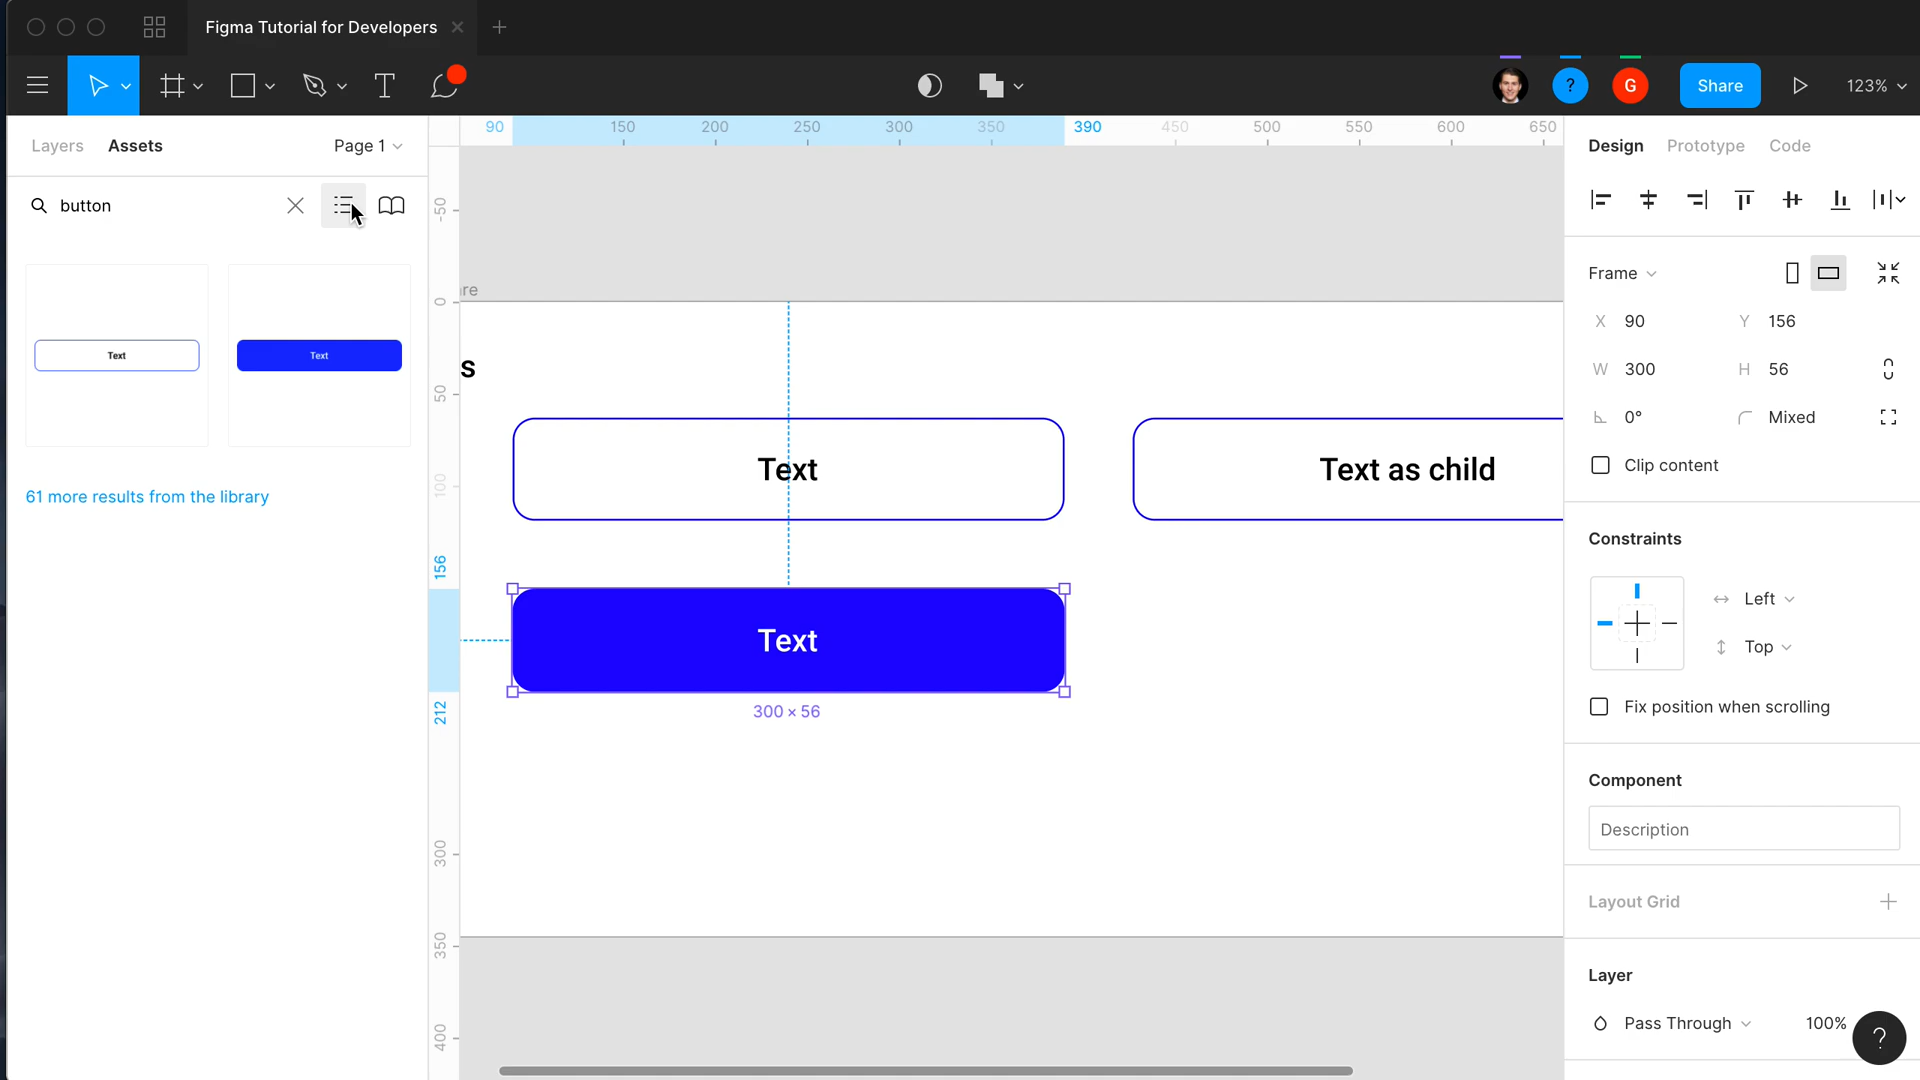 Figma Tutorial for Developers
? G Share 123%
Layers Assets Page 1
90 150 200 250 300 350 390 450 500 550 600 650
Design Prototype Code
button
Text Text
61 more results from the library
-50 0 50 100 156 212 300 350 400
re
s
Text
Text as child
Text
300 × 56
Frame
X 90 Y 156
W 300 H 56
0° Mixed
Clip content
Constraints
Left
Top
Fix position when scrolling
Component
Description
Layout Grid
Layer
Pass Through 100%
?